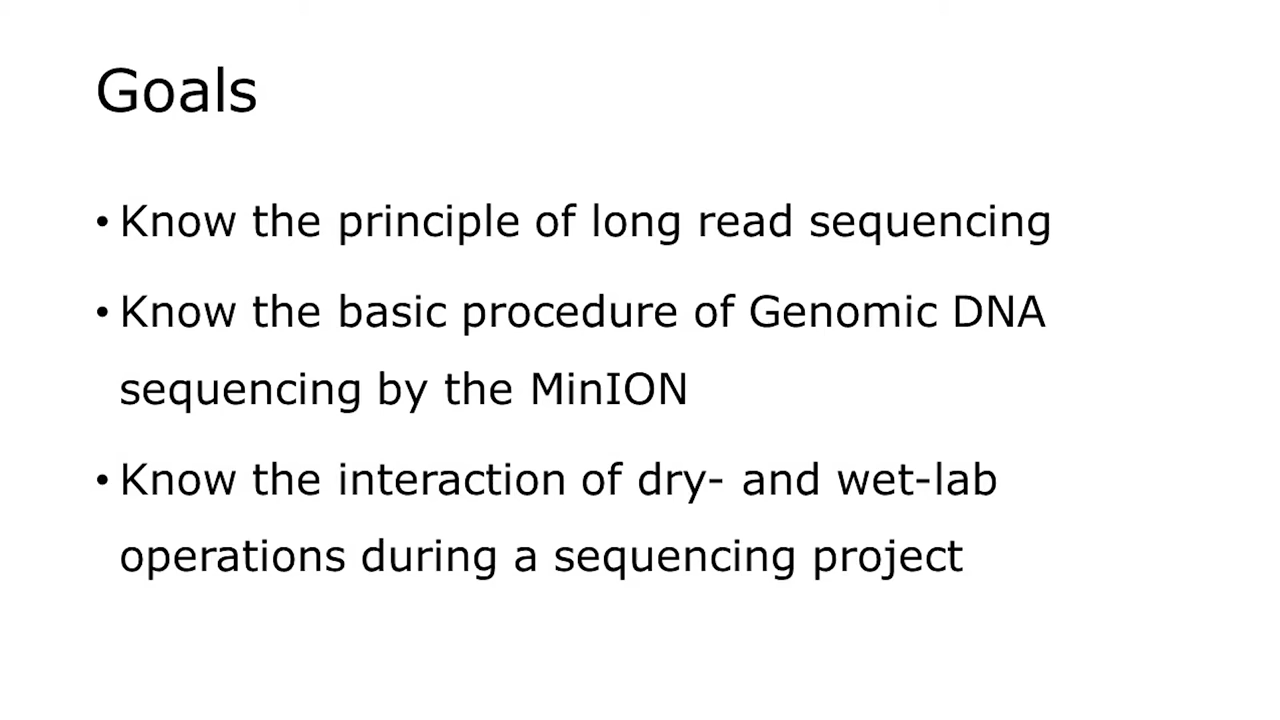 Goals
• Know the principle of long read sequencing
• Know the basic procedure of Genomic DNA
sequencing by the MinION
• Know the interaction of dry- and wet-lab
operations during a sequencing project